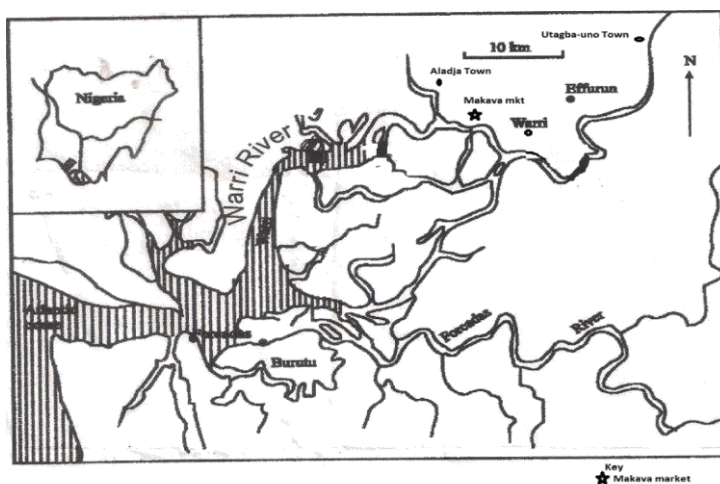 Utagba-uno Town
10 km
N
Aladja Town
Nigeria
Makava mkt
Effurun
Warri
Warri River
Forcados
River
Burutu
Key
Makava market